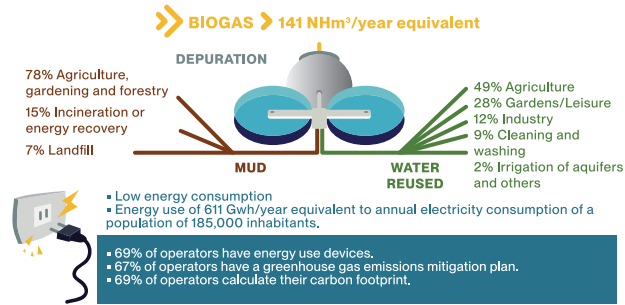 BIOGAS 141 NHm³/year equivalent
DEPURATION
78% Agriculture,
gardening and forestry
15% Incineration or
energy recovery
7% Landfill
MUD
49% Agriculture
28% Gardens/Leisure
12% Industry
9% Cleaning and
washing
2% Irrigation of aquifers
and others
WATER
REUSED
▪ Low energy consumption
▪ Energy use of 611 Gwh/year equivalent to annual electricity consumption of a
population of 185,000 inhabitants.
▪ 69% of operators have energy use devices.
▪ 67% of operators have a greenhouse gas emissions mitigation plan.
▪ 69% of operators calculate their carbon footprint.